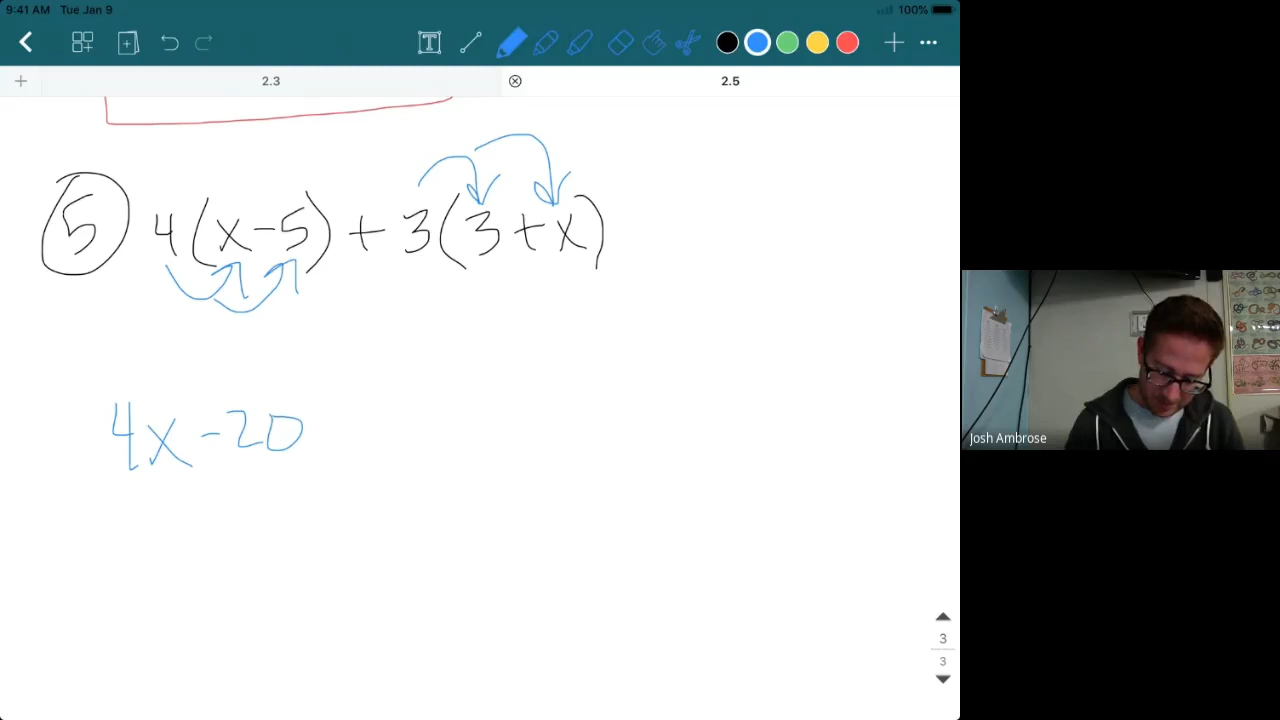 9:41 AM Tue Jan 9
100%
2.3
2.5
5 4(x-5) + 3(3+x)
4x-20
3
3
Josh Ambrose